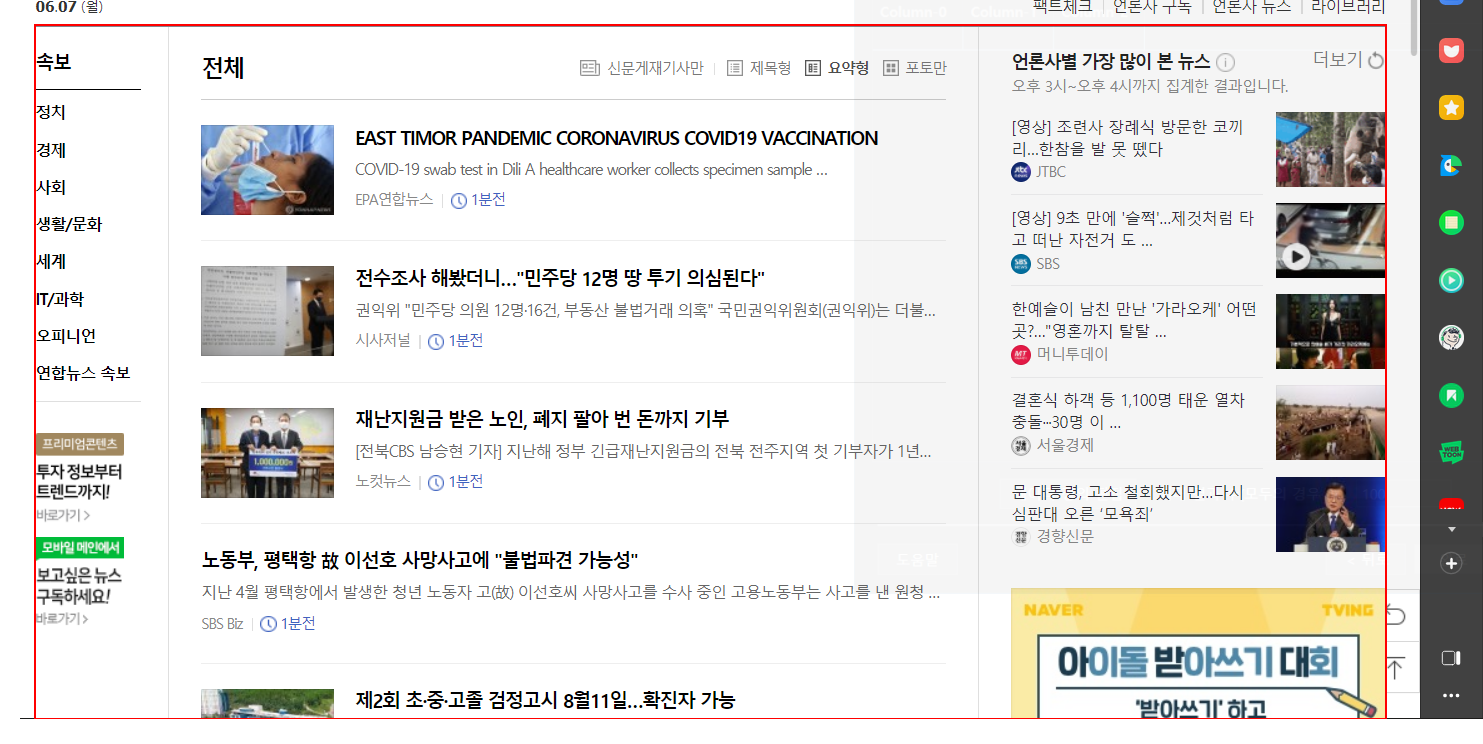 06.07 (월)
팩트체크 언론사 구독 언론사 뉴스 라이브러리
속보
정치
경제
사회
생활/문화
세계
IT/과학
오피니언
연합뉴스 속보
프리미엄콘텐츠
투자 정보부터
트렌드까지!
바로가기 >
모바일 메인에서
보고싶은 뉴스
구독하세요!
바로가기 >
전체
신문게재기사만 제목형 요약형 포토만
EAST TIMOR PANDEMIC CORONAVIRUS COVID19 VACCINATION
COVID-19 swab test in Dili A healthcare worker collects specimen sample ...
EPA연합뉴스 1분전
전수조사 해봤더니…"민주당 12명 땅 투기 의심된다"
권익위 "민주당 의원 12명·16건, 부동산 불법거래 의혹" 국민권익위원회(권익위)는 더불...
시사저널 1분전
재난지원금 받은 노인, 폐지 팔아 번 돈까지 기부
[전북CBS 남승현 기자] 지난해 정부 긴급재난지원금의 전북 전주지역 첫 기부자가 1년...
노컷뉴스 1분전
1,000,000원
노동부, 평택항 故 이선호 사망사고에 "불법파견 가능성"
지난 4월 평택항에서 발생한 청년 노동자 고(故) 이선호씨 사망사고를 수사 중인 고용노동부는 사고를 낸 원청 ...
SBS Biz 1분전
제2회 초·중·고졸 검정고시 8월11일…확진자 가능
언론사별 가장 많이 본 뉴스 더보기
오후 3시~오후 4시까지 집계한 결과입니다.
[영상] 조련사 장례식 방문한 코끼
리…한참을 발 못 뗐다
JTBC
[영상] 9초 만에 '슬쩍'…제것처럼 타
고 떠난 자전거 도 ...
SBS
한예슬이 남친 만난 '가라오케' 어떤
곳?…"영혼까지 탈탈 ...
머니투데이
결혼식 하객 등 1,100명 태운 열차
충돌…30명 이 ...
서울경제
문 대통령, 고소 철회했지만…다시
심판대 오른 ‘모욕죄’
경향신문
도움말
NAVER TVING
아이돌 받아쓰기 대회
'받아쓰기' 하고